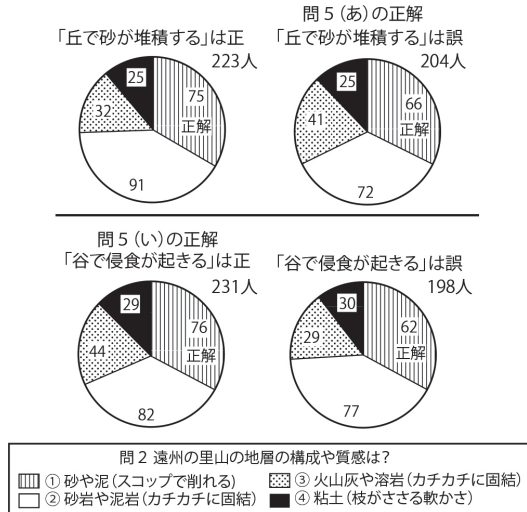 問5(あ)の正解
「丘で砂が堆積する」は正
「丘で砂が堆積する」は誤
223人
204人
25
75
正解
32
91
25
66
正解
41
72
問5(い)の正解
「谷で侵食が起きる」は正
「谷で侵食が起きる」は誤
231人
198人
29
76
正解
44
82
30
62
正解
29
77
問2 遠州の里山の地層の構成や質感は?
① 砂や泥(スコップで削れる)
③ 火山灰や溶岩(カチカチに固結)
② 砂岩や泥岩(カチカチに固結)
④ 粘土(枝がささる軟かさ)